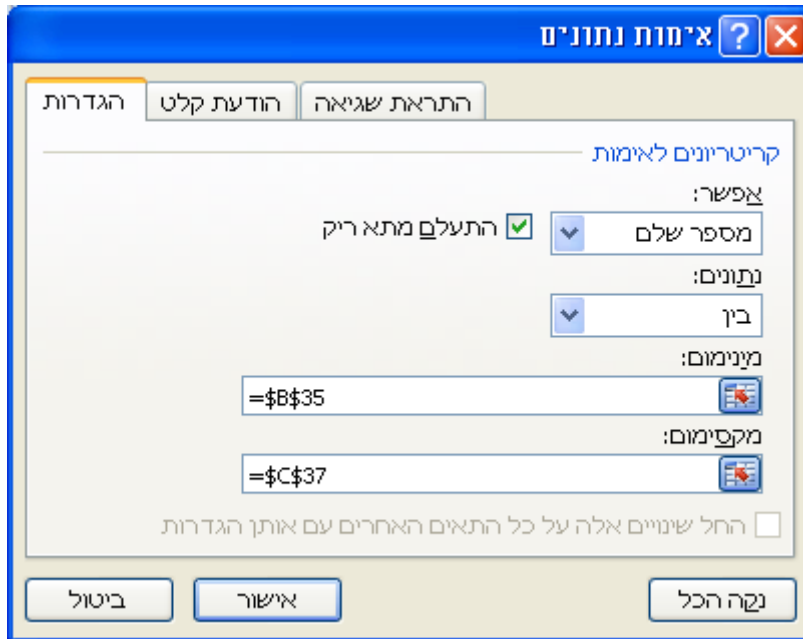 אימות נתונים
הגדרות הודעת קלט התראת שגיאה
קריטריונים לאימות
אפשר:
מספר שלם התעלם מתא ריק
נתונים:
בין
מינימום:
=$B$35
מקסימום:
=$C$37
החל שינויים אלה על כל התאים האחרים עם אותן הגדרות
נקה הכל אישור ביטול